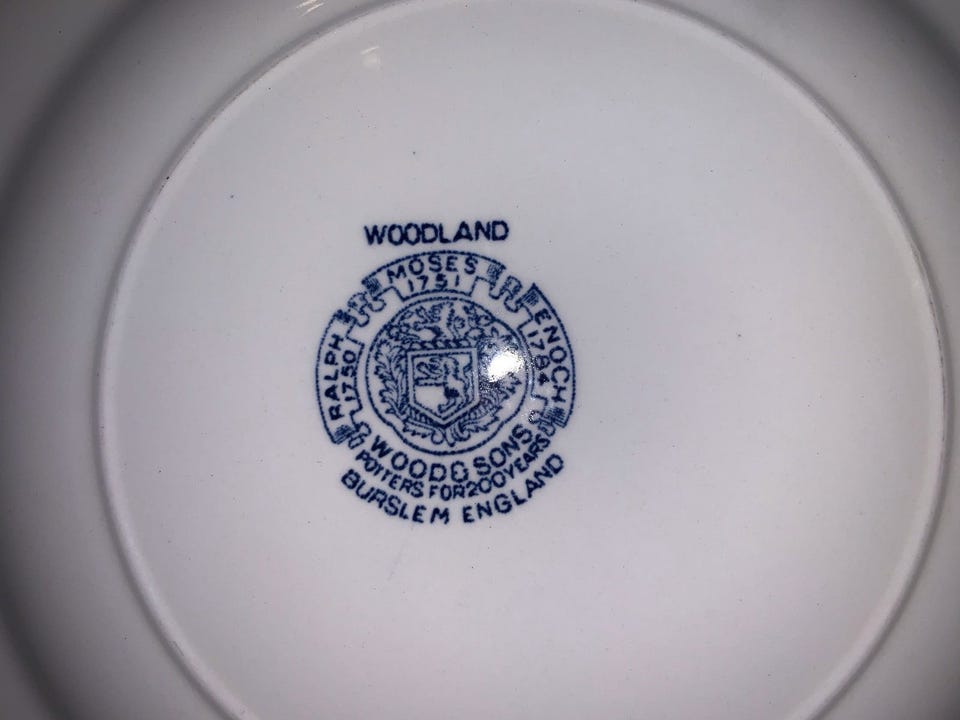 WOODLAND
MOSES
1751
RALPH
1750
ENOCH
1784
WOOD & SONS
POTTERS FOR 200 YEARS
BURSLEM ENGLAND